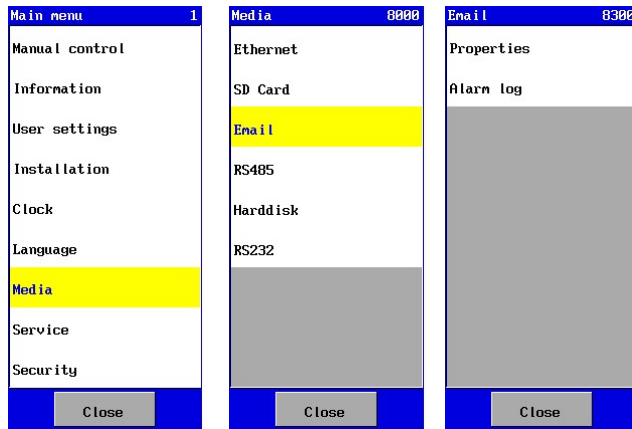 Main menu 1
Manual control
Information
User settings
Installation
Clock
Language
Media
Service
Security
Close
Media 8000
Ethernet
SD Card
Email
RS485
Harddisk
RS232
Close
Email 8300
Properties
Alarm log
Close